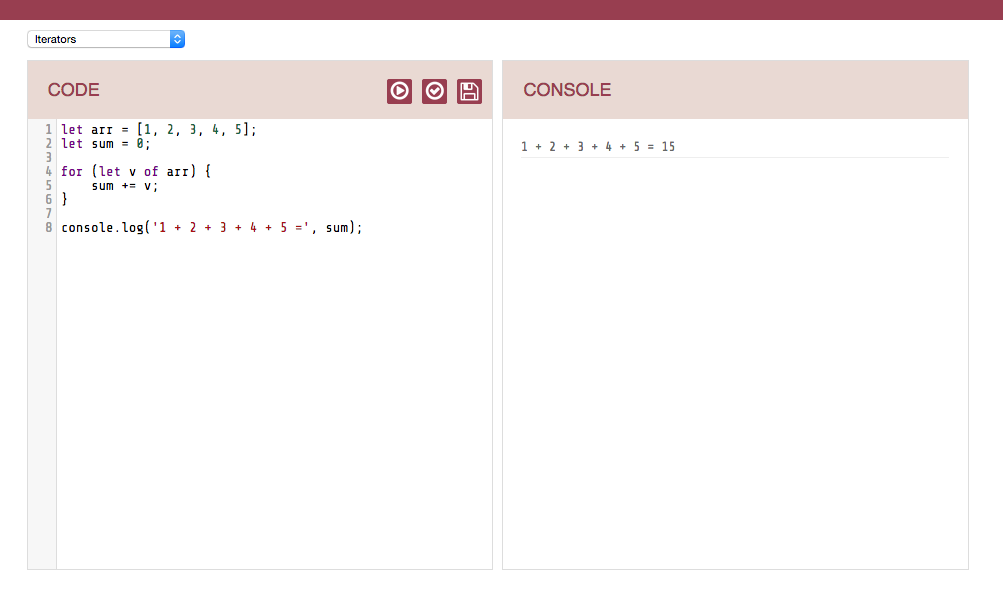 Iterators
CODE
1 let arr = [1, 2, 3, 4, 5];
2 let sum = 0;
3
4 for (let v of arr) {
5     sum += v;
6 }
7
8 console.log('1 + 2 + 3 + 4 + 5 =', sum);
CONSOLE
1 + 2 + 3 + 4 + 5 = 15